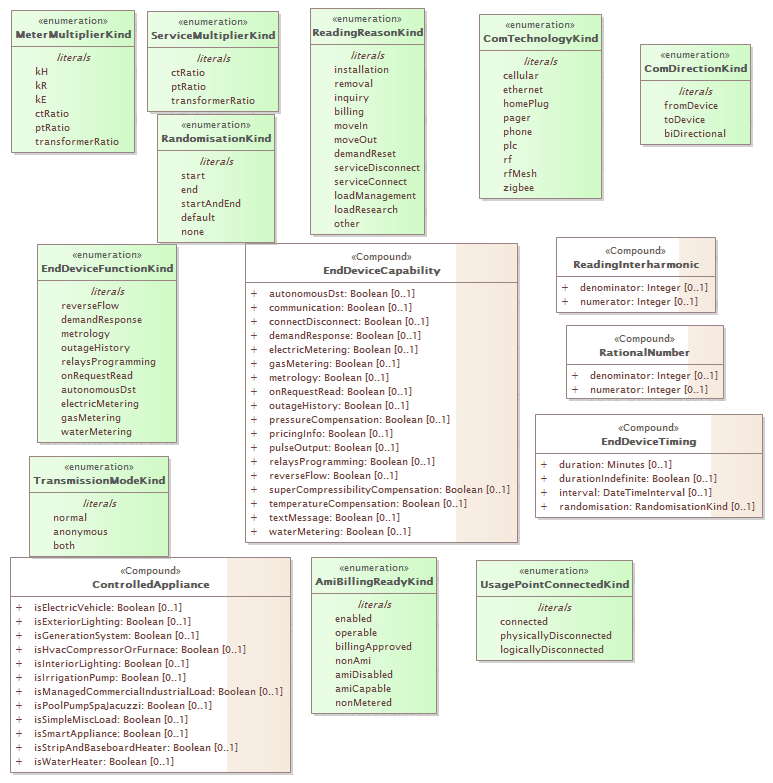 «enumeration»
MeterMultiplierKind
literals
kH
kR
kE
ctRatio
ptRatio
transformerRatio
«enumeration»
ServiceMultiplierKind
literals
ctRatio
ptRatio
transformerRatio
«enumeration»
RandomisationKind
literals
start
end
startAndEnd
default
none
«enumeration»
ReadingReasonKind
literals
installation
removal
inquiry
billing
moveIn
moveOut
demandReset
serviceDisconnect
serviceConnect
loadManagement
loadResearch
other
«enumeration»
ComTechnologyKind
literals
cellular
ethernet
homePlug
pager
phone
plc
rf
rfMesh
zigbee
«enumeration»
ComDirectionKind
literals
fromDevice
toDevice
biDirectional
«enumeration»
EndDeviceFunctionKind
literals
reverseFlow
demandResponse
metrology
outageHistory
relaysProgramming
onRequestRead
autonomousDst
electricMetering
gasMetering
waterMetering
«Compound»
EndDeviceCapability
+ autonomousDst: Boolean [0..1]
+ communication: Boolean [0..1]
+ connectDisconnect: Boolean [0..1]
+ demandResponse: Boolean [0..1]
+ electricMetering: Boolean [0..1]
+ gasMetering: Boolean [0..1]
+ metrology: Boolean [0..1]
+ onRequestRead: Boolean [0..1]
+ outageHistory: Boolean [0..1]
+ pressureCompensation: Boolean [0..1]
+ pricingInfo: Boolean [0..1]
+ pulseOutput: Boolean [0..1]
+ relaysProgramming: Boolean [0..1]
+ reverseFlow: Boolean [0..1]
+ superCompressibilityCompensation: Boolean [0..1]
+ temperatureCompensation: Boolean [0..1]
+ textMessage: Boolean [0..1]
+ waterMetering: Boolean [0..1]
«Compound»
ReadingInterharmonic
+ denominator: Integer [0..1]
+ numerator: Integer [0..1]
«Compound»
RationalNumber
+ denominator: Integer [0..1]
+ numerator: Integer [0..1]
«Compound»
EndDeviceTiming
+ duration: Minutes [0..1]
+ durationIndefinite: Boolean [0..1]
+ interval: DateTimeInterval [0..1]
+ randomisation: RandomisationKind [0..1]
«enumeration»
TransmissionModeKind
literals
normal
anonymous
both
«Compound»
ControlledAppliance
+ isElectricVehicle: Boolean [0..1]
+ isExteriorLighting: Boolean [0..1]
+ isGenerationSystem: Boolean [0..1]
+ isHvacCompressorOrFurnace: Boolean [0..1]
+ isInteriorLighting: Boolean [0..1]
+ isIrrigationPump: Boolean [0..1]
+ isManagedCommercialIndustrialLoad: Boolean [0..1]
+ isPoolPumpSpaJacuzzi: Boolean [0..1]
+ isSimpleMiscLoad: Boolean [0..1]
+ isSmartAppliance: Boolean [0..1]
+ isStripAndBaseboardHeater: Boolean [0..1]
+ isWaterHeater: Boolean [0..1]
«enumeration»
AmiBillingReadyKind
literals
enabled
operable
billingApproved
nonAmi
amiDisabled
amiCapable
nonMetered
«enumeration»
UsagePointConnectedKind
literals
connected
physicallyDisconnected
logicallyDisconnected